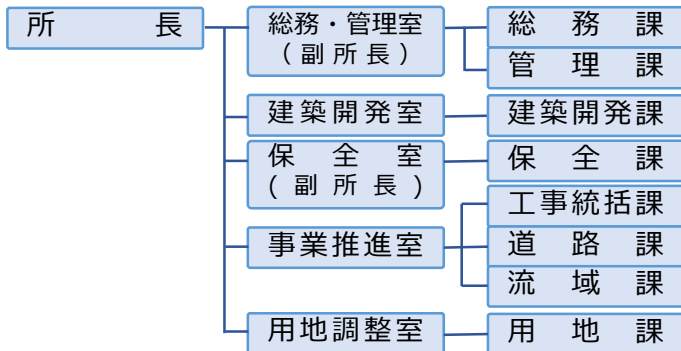 所長
総務・管理室
(副所長)
総務課
管理課
建築開発室
建築開発課
保全室
(副所長)
保全課
事業推進室
工事統括課
道路課
流域課
用地調整室
用地課